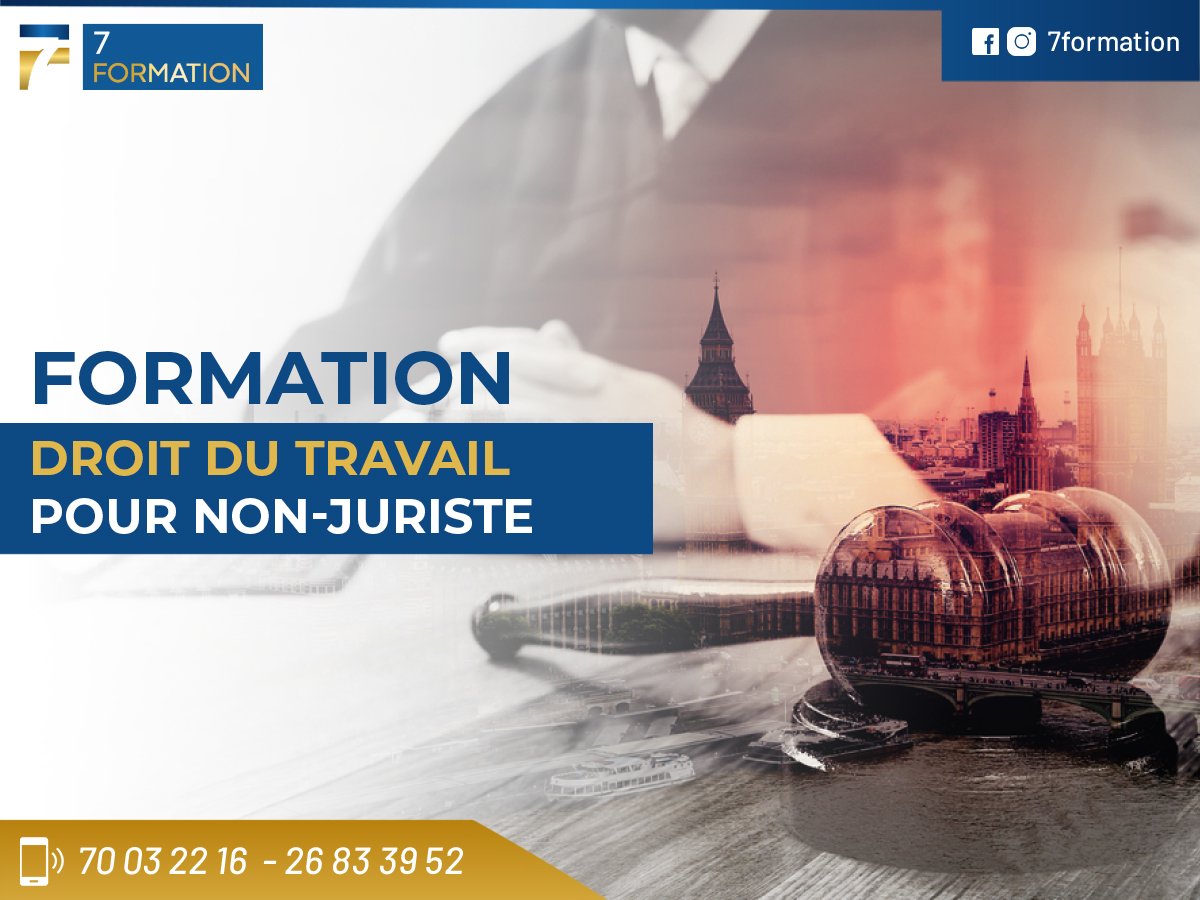 7
FORMATION
7formation
FORMATION
DROIT DU TRAVAIL
POUR NON-JURISTE
70 03 22 16 - 26 83 39 52